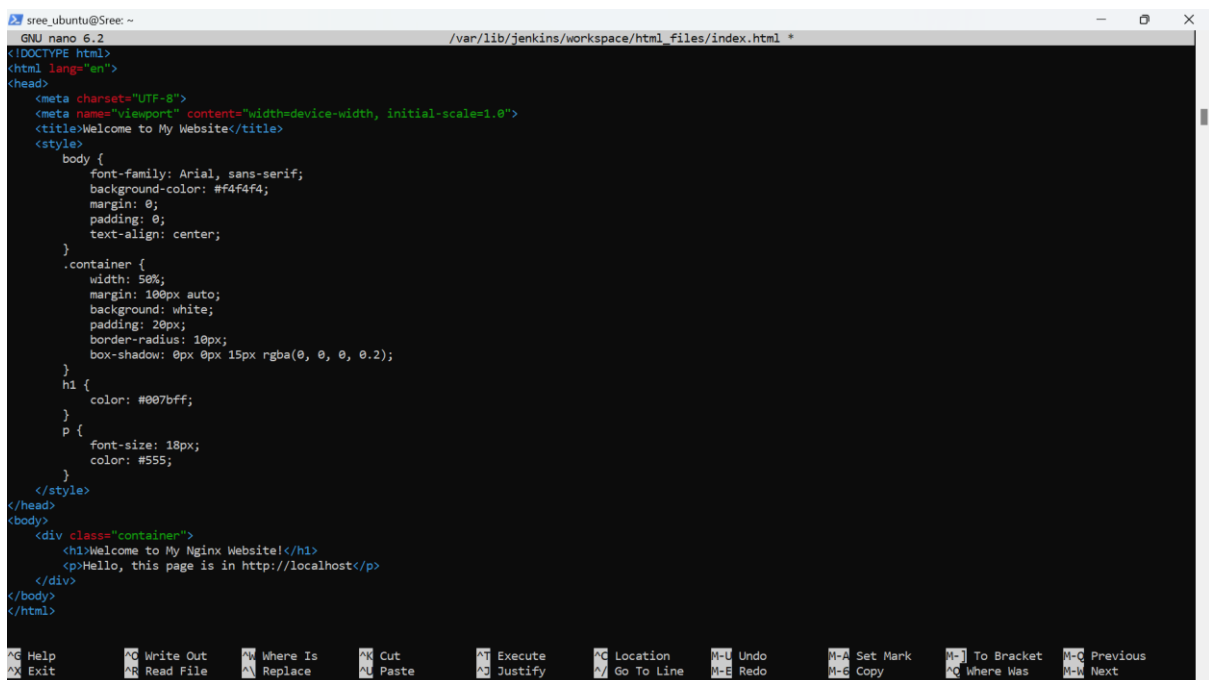 sree_ubuntu@Sree: ~
GNU nano 6.2 /var/lib/jenkins/workspace/html_files/index.html *
<!DOCTYPE html>
<html lang="en">
<head>
    <meta charset="UTF-8">
    <meta name="viewport" content="width=device-width, initial-scale=1.0">
    <title>Welcome to My Website</title>
    <style>
        body {
            font-family: Arial, sans-serif;
            background-color: #f4f4f4;
            margin: 0;
            padding: 0;
            text-align: center;
        }
        .container {
            width: 50%;
            margin: 100px auto;
            background: white;
            padding: 20px;
            border-radius: 10px;
            box-shadow: 0px 0px 15px rgba(0, 0, 0, 0.2);
        }
        h1 {
            color: #007bff;
        }
        p {
            font-size: 18px;
            color: #555;
        }
    </style>
</head>
<body>
    <div class="container">
        <h1>Welcome to My Nginx Website!</h1>
        <p>Hello, this page is in http://localhost</p>
    </div>
</body>
</html>
^G Help ^O Write Out ^W Where Is ^K Cut ^T Execute ^C Location M-U Undo M-A Set Mark M-] To Bracket M-Q Previous
^X Exit ^R Read File ^\ Replace ^U Paste ^J Justify ^/ Go To Line M-E Redo M-6 Copy ^Q Where Was M-W Next